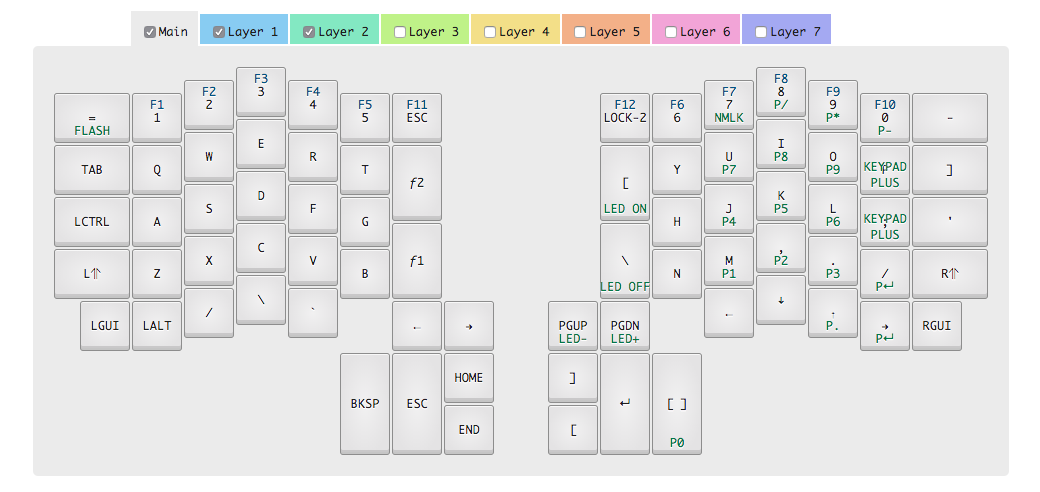 Main Layer 1 Layer 2 Layer 3 Layer 4 Layer 5 Layer 6 Layer 7
F3 F8
F2 3 F4 F7 8 F9
F1 2 4 F5 F11 F12 F6 7 P/ 9 F10
= 1 5 ESC LOCK-2 6 NMLK P* 0 -
FLASH P-
E I
W R U P8 O
TAB Q T ƒ2 [ Y P7 P9 KEYPAD ]
PLUS
D K
S F LED ON J P5 L
LCTRL A G H P4 P6 KEYPAD ; '
PLUS
C ,
X V M P2 .
L⇑ Z B ƒ1 \ N P1 P3 / R⇑
LED OFF P↵
\ ↓
/ ` ← ↑
LGUI LALT ← → PGUP PGDN P. → RGUI
LED- LED+ P↵
HOME ]
BKSP ESC ↵ [ ]
END [ P0